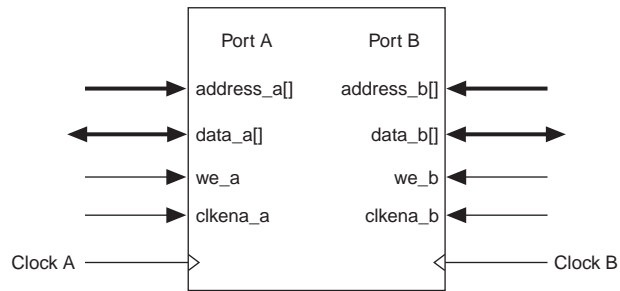 Port A Port B
address_a[] address_b[]
data_a[] data_b[]
we_a we_b
clkena_a clkena_b
Clock A Clock B